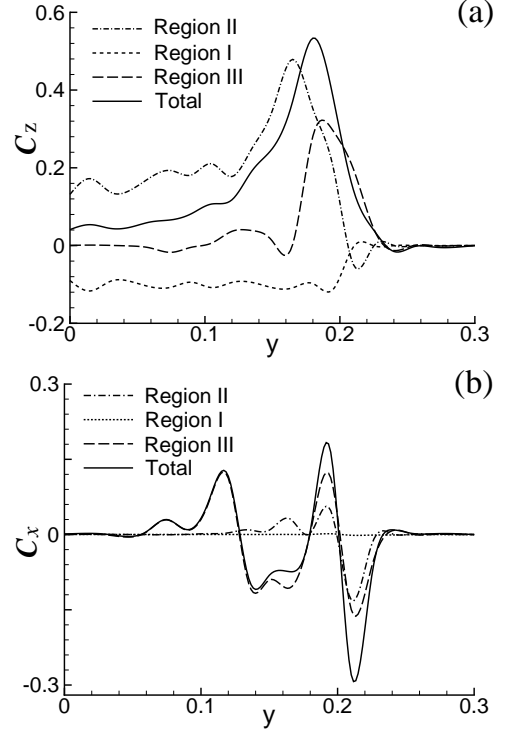 (a)
0.6
Region II
Region I
Region III
Total
0.4
Cz
0.2
0
-0.2
0 0.1 0.2 0.3
y
(b)
0.3
Region II
Region I
Region III
Total
Cx
0
-0.3
0 0.1 0.2 0.3
y